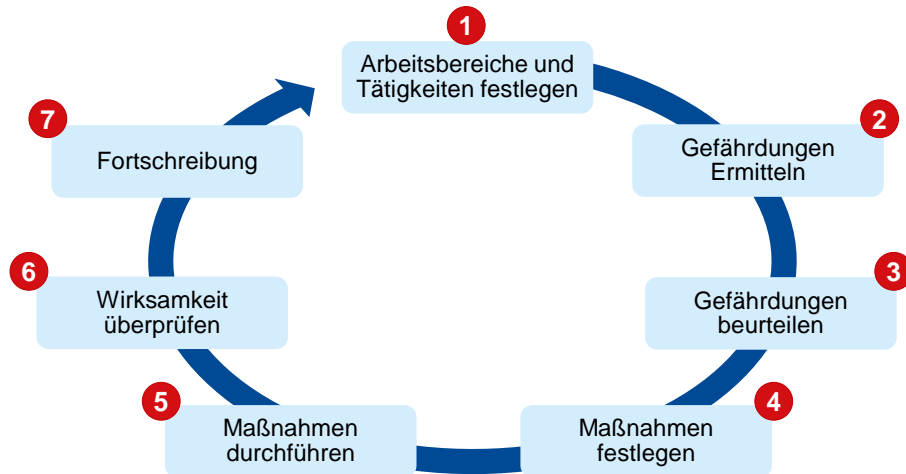 1
Arbeitsbereiche und
Tätigkeiten festlegen
2
Gefährdungen
Ermitteln
3
Gefährdungen
beurteilen
4
Maßnahmen
festlegen
5
Maßnahmen
durchführen
6
Wirksamkeit
überprüfen
7
Fortschreibung